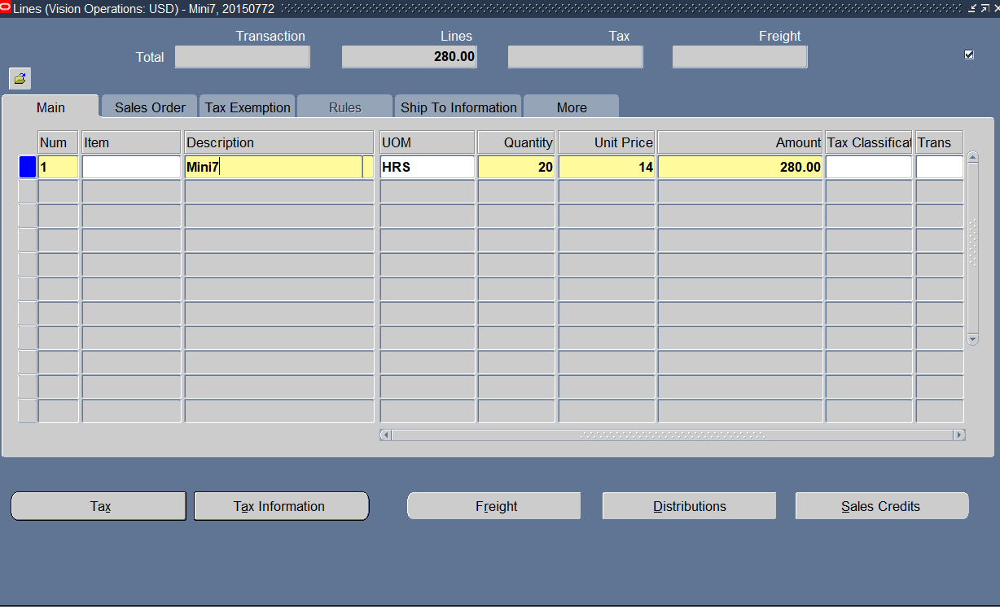 Lines (Vision Operations: USD) - Mini7, 20150772
Transaction Lines Tax Freight
Total 280.00
Main Sales Order Tax Exemption Rules Ship To Information More
Num Item Description UOM Quantity Unit Price Amount Tax Classificat Trans
1 Mini7 HRS 20 14 280.00
Tax Tax Information Freight Distributions Sales Credits